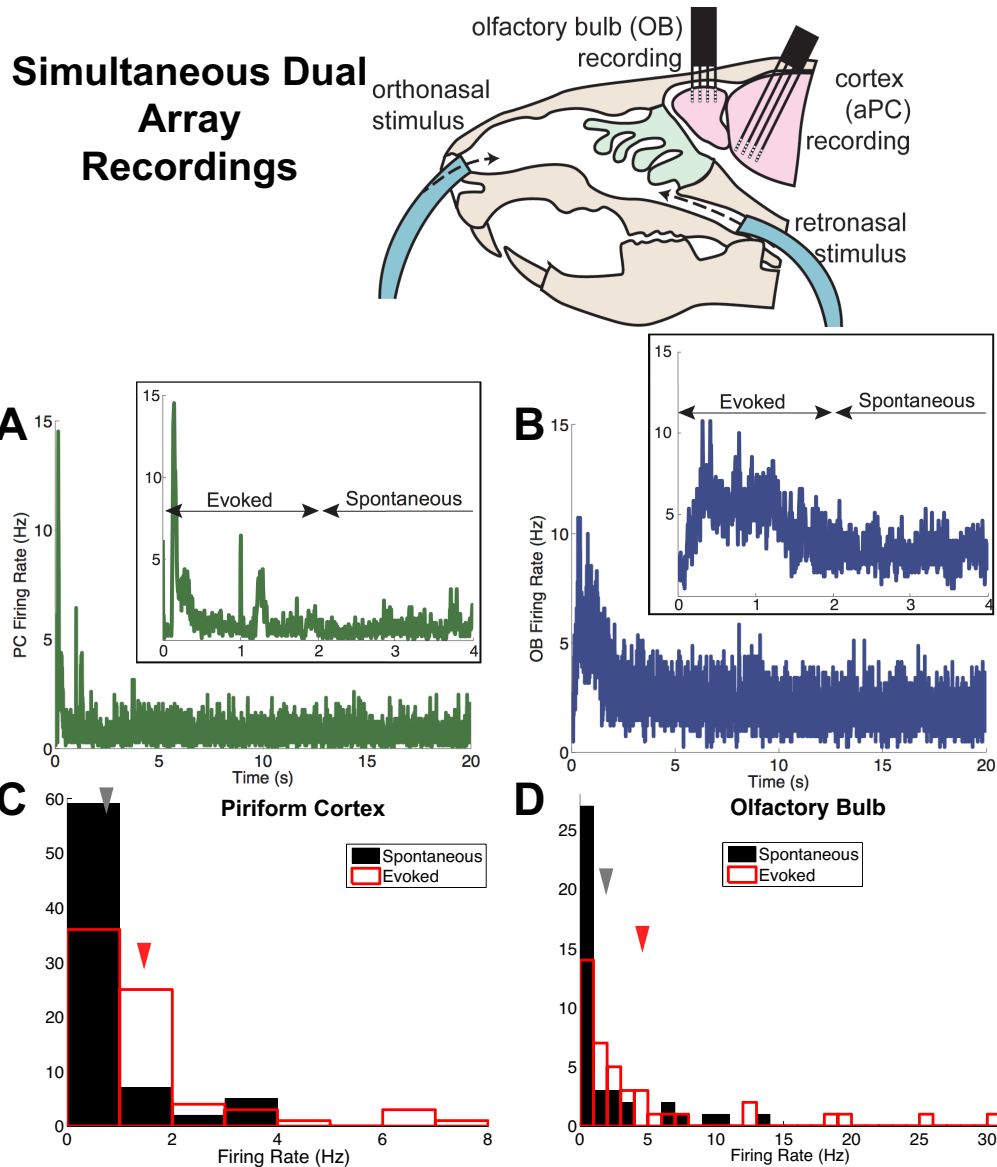 Simultaneous Dual
Array
Recordings
olfactory bulb (OB)
recording
orthonasal
stimulus
cortex
(aPC)
recording
retronasal
stimulus
A
15
10
5
0
PC Firing Rate (Hz)
0 5 10 15 20
Time (s)
15
10
5
Evoked Spontaneous
0 1 2 3 4
B
15
10
5
0
OB Firing Rate (Hz)
0 5 10 15 20
Time (s)
15
10
5
Evoked Spontaneous
0 1 2 3 4
C
Piriform Cortex
60
50
40
30
20
10
0
Spontaneous
Evoked
0 2 4 6 8
Firing Rate (Hz)
D
Olfactory Bulb
25
20
15
10
5
0
Spontaneous
Evoked
0 5 10 15 20 25 30
Firing Rate (Hz)